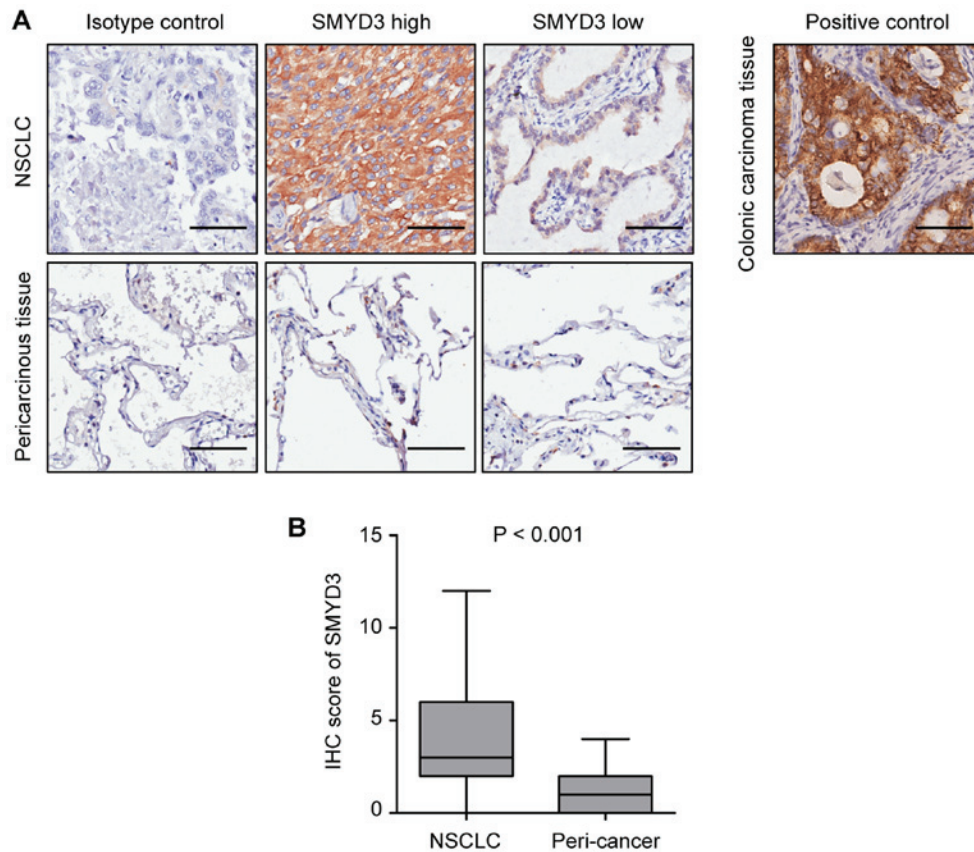 A
Isotype control
SMYD3 high
SMYD3 low
Positive control
NSCLC
Colonic carcinoma tissue
Pericarcinous tissue
B
P < 0.001
IHC score of SMYD3
15
10
5
0
NSCLC
Peri-cancer